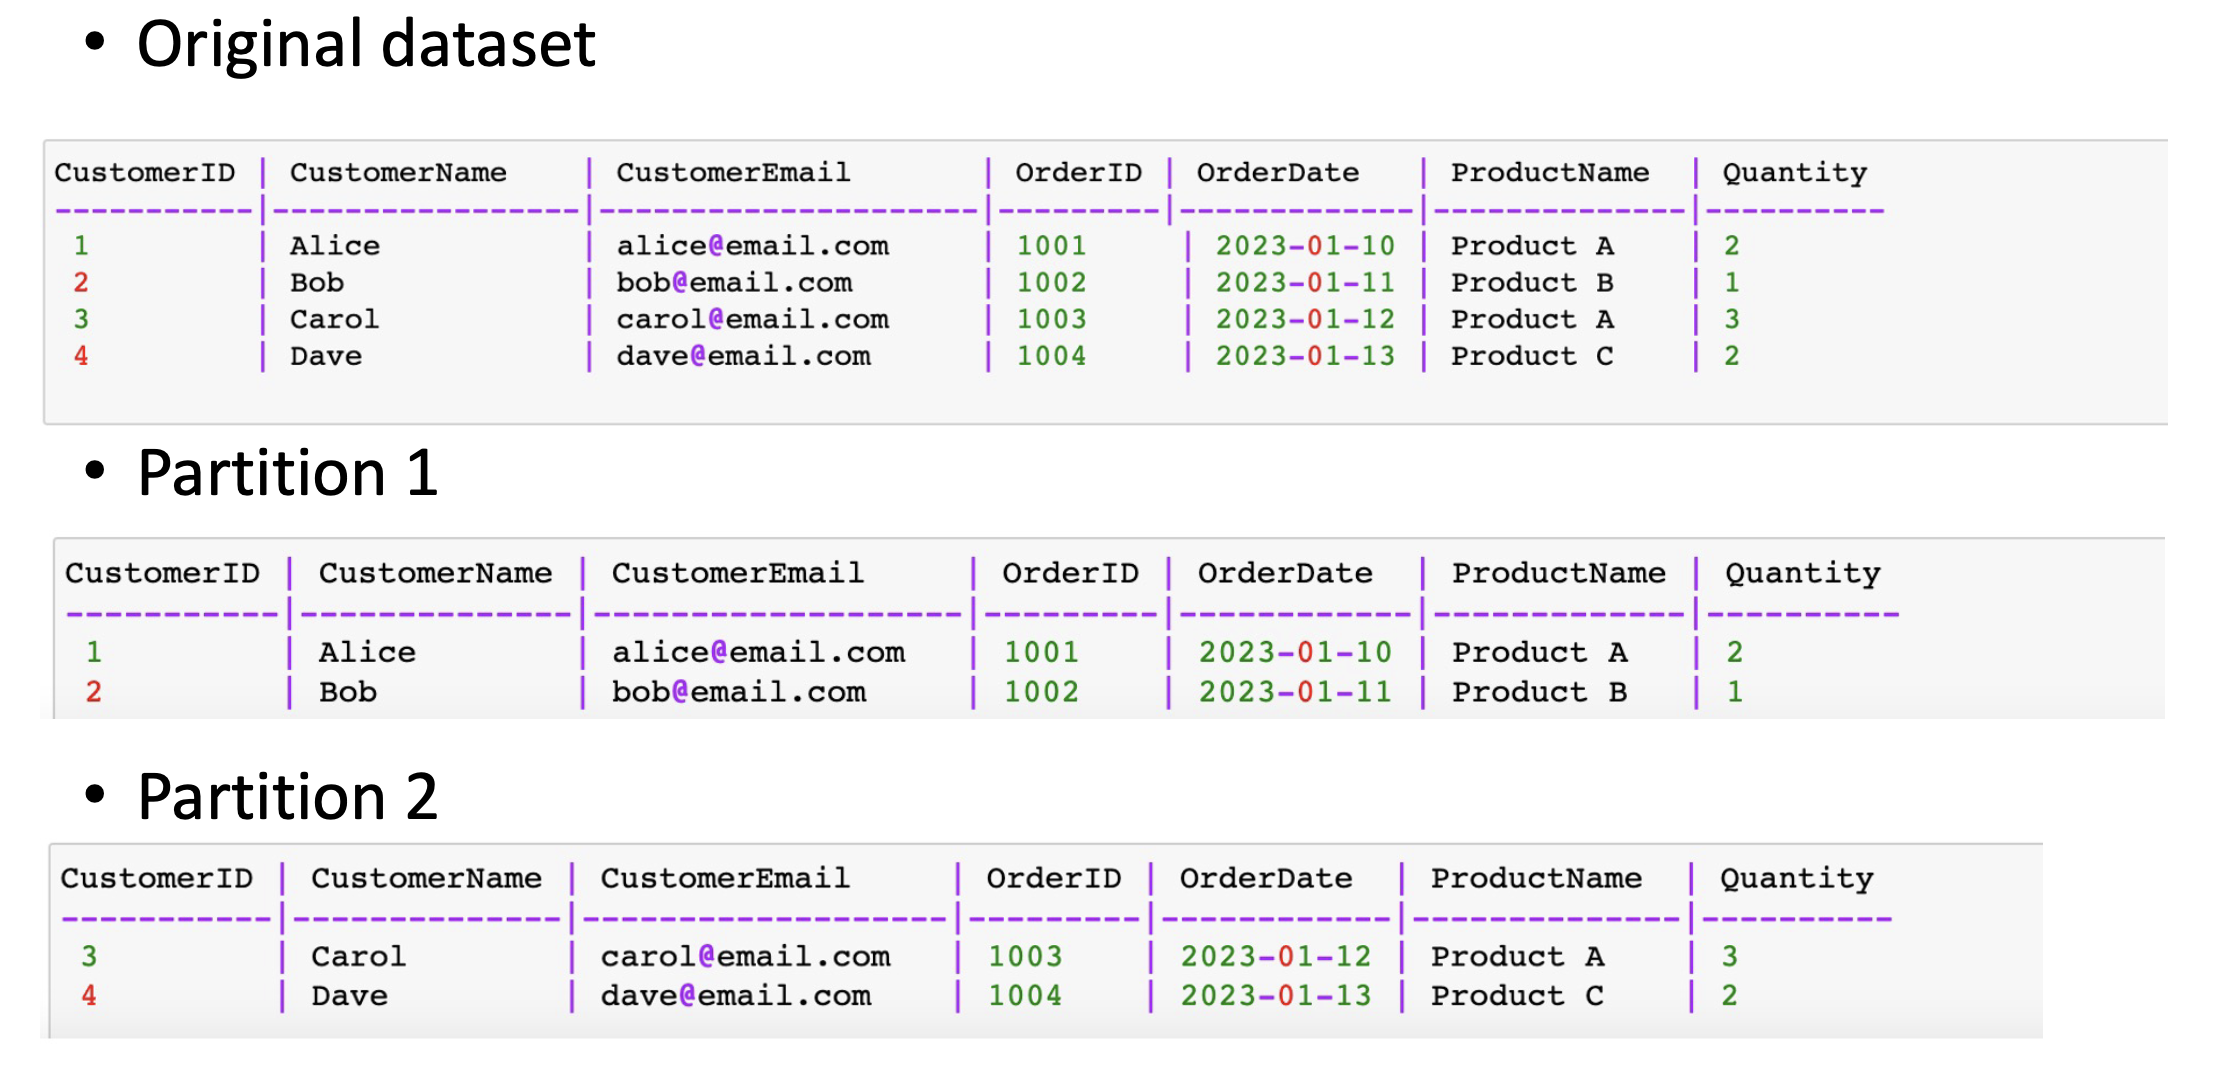 • Original dataset
CustomerID | CustomerName | CustomerEmail | OrderID | OrderDate | ProductName | Quantity
-----------|-----------------|---------------------|---------|-------------|--------------|----------
1 | Alice | alice@email.com | 1001 | 2023-01-10 | Product A | 2
2 | Bob | bob@email.com | 1002 | 2023-01-11 | Product B | 1
3 | Carol | carol@email.com | 1003 | 2023-01-12 | Product A | 3
4 | Dave | dave@email.com | 1004 | 2023-01-13 | Product C | 2
• Partition 1
CustomerID | CustomerName | CustomerEmail | OrderID | OrderDate | ProductName | Quantity
-----------|--------------|-------------------|---------|------------|-------------|----------
1 | Alice | alice@email.com | 1001 | 2023-01-10 | Product A | 2
2 | Bob | bob@email.com | 1002 | 2023-01-11 | Product B | 1
• Partition 2
CustomerID | CustomerName | CustomerEmail | OrderID | OrderDate | ProductName | Quantity
-----------|--------------|-------------------|---------|------------|--------------|----------
3 | Carol | carol@email.com | 1003 | 2023-01-12 | Product A | 3
4 | Dave | dave@email.com | 1004 | 2023-01-13 | Product C | 2